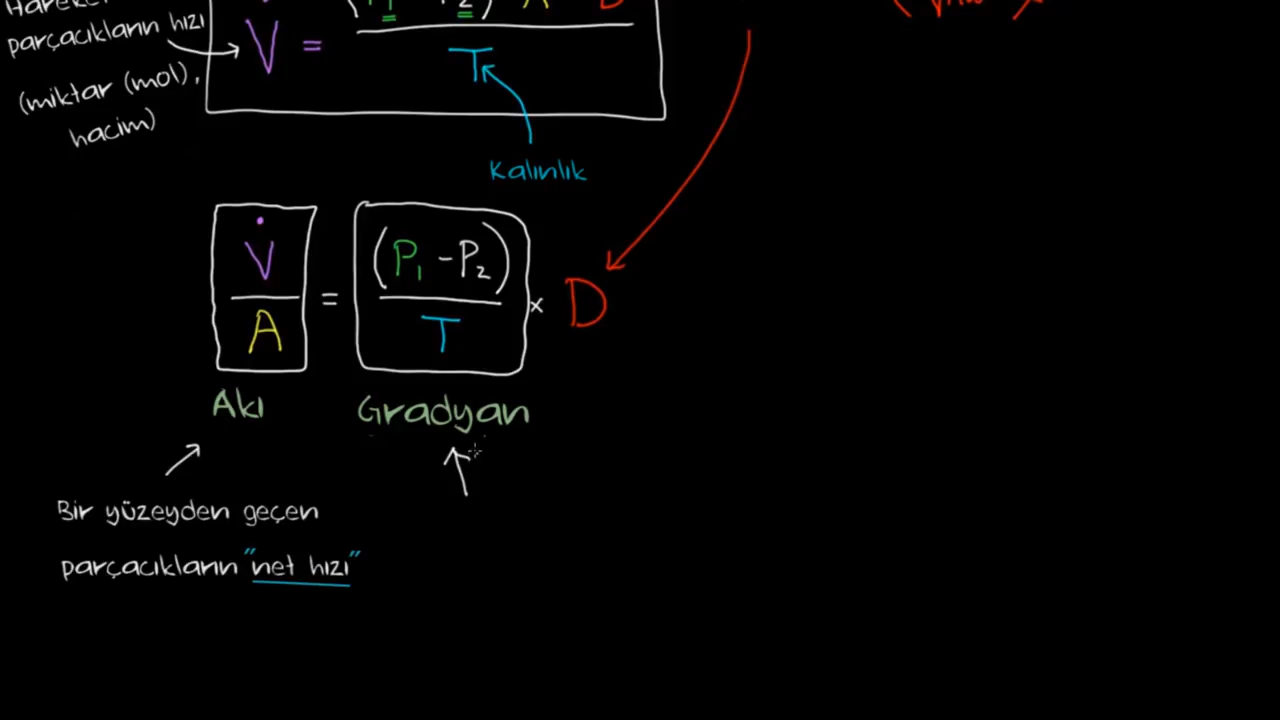 parçacıkların hızı
(miktar (mol),
hacim)
V =
T
Kalınlık
V̇ / A = (P₁ - P₂) / T x D
Akı
Gradyan
Bir yüzeyden geçen
parçacıkların "net hızı"